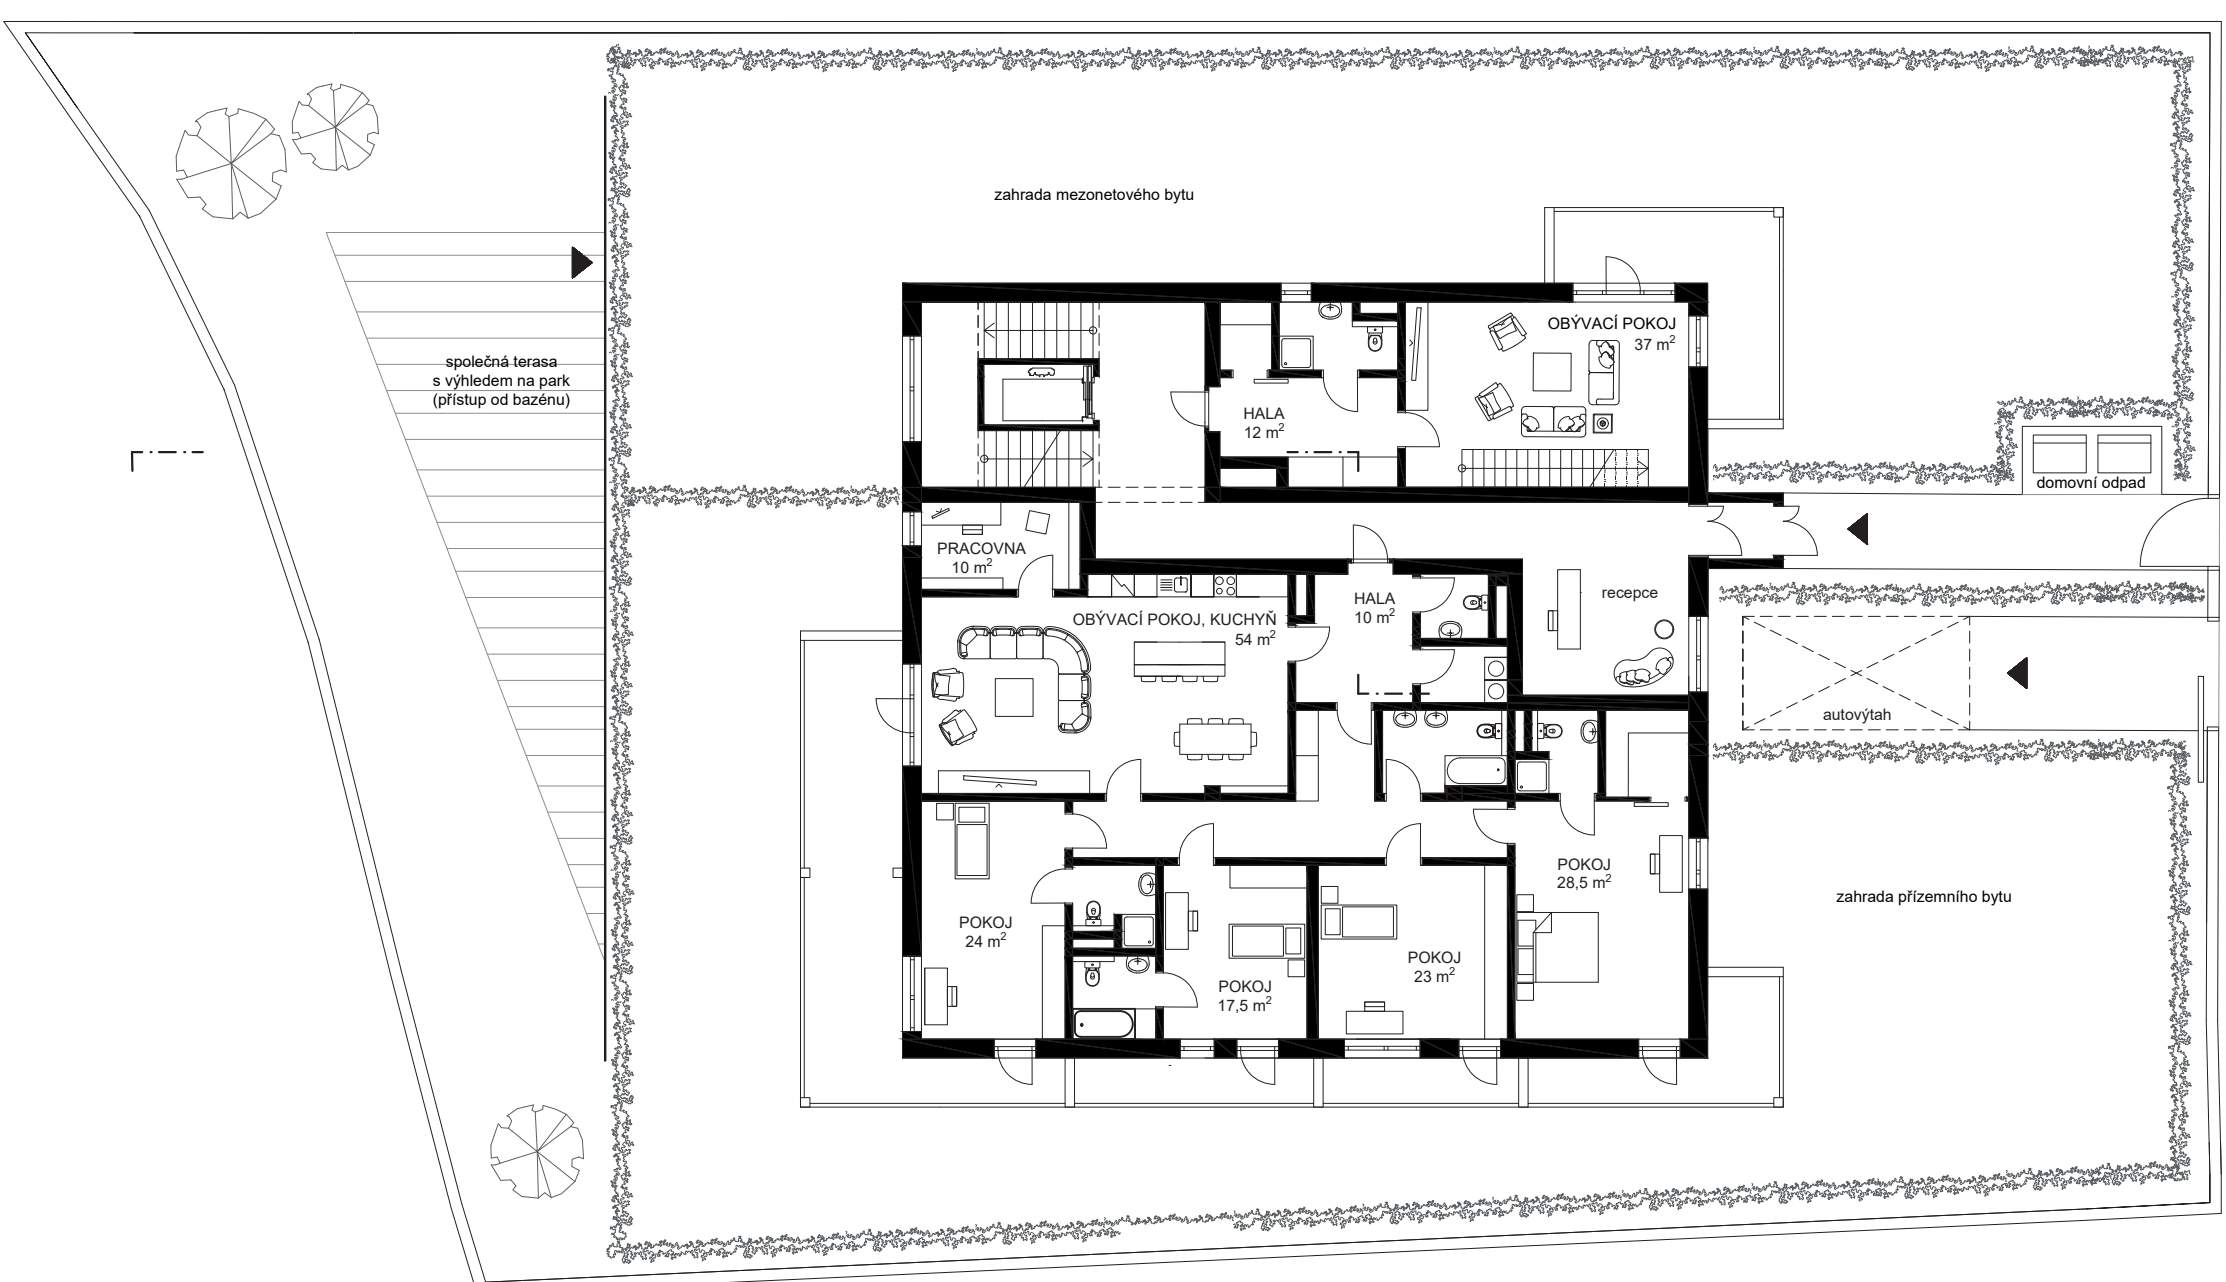 zahrada mezonetového bytu
společná terasa
s výhledem na park
(přístup od bazénu)
OBÝVACÍ POKOJ
37 m²
HALA
12 m²
domovní odpad
PRACOVNA
10 m²
OBÝVACÍ POKOJ, KUCHYŇ
54 m²
HALA
10 m²
recepce
autovýtah
POKOJ
28,5 m²
zahrada přízemního bytu
POKOJ
24 m²
POKOJ
17,5 m²
POKOJ
23 m²